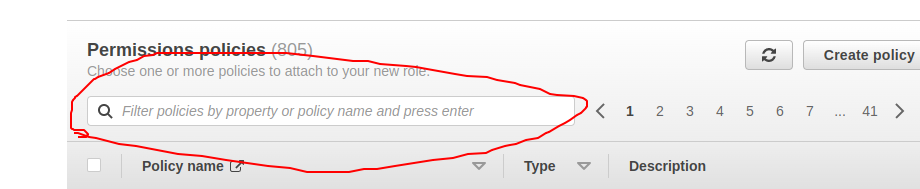 Permissions policies (805)
Choose one or more policies to attach to your new role.
Create policy
Filter policies by property or policy name and press enter
1 2 3 4 5 6 7 ... 41
Policy name Type Description